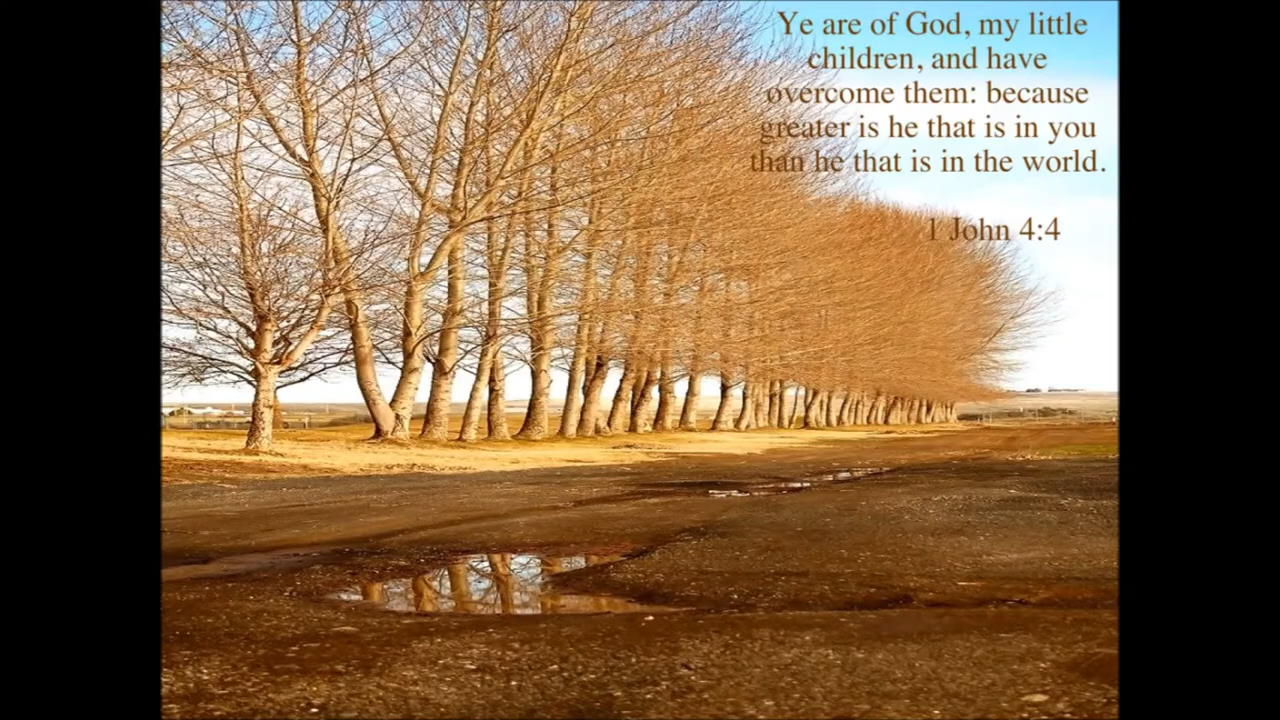 Ye are of God, my little
children, and have
overcome them: because
greater is he that is in you
than he that is in the world.
1 John 4:4